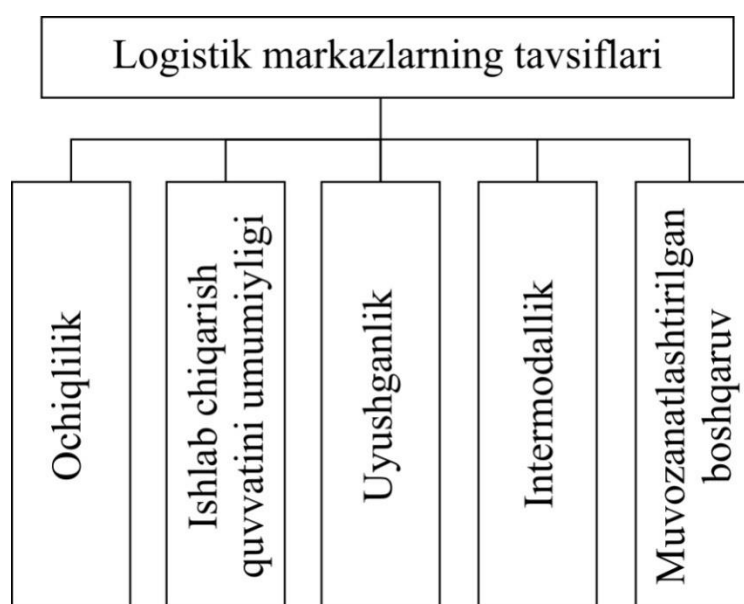 Logistik markazlarning tavsiflari
Ochiqlilik
Ishlab chiqarish
quvvatini umumiyligi
Uyushganlik
Intermodallik
Muvozanatlashtirilgan
boshqaruv